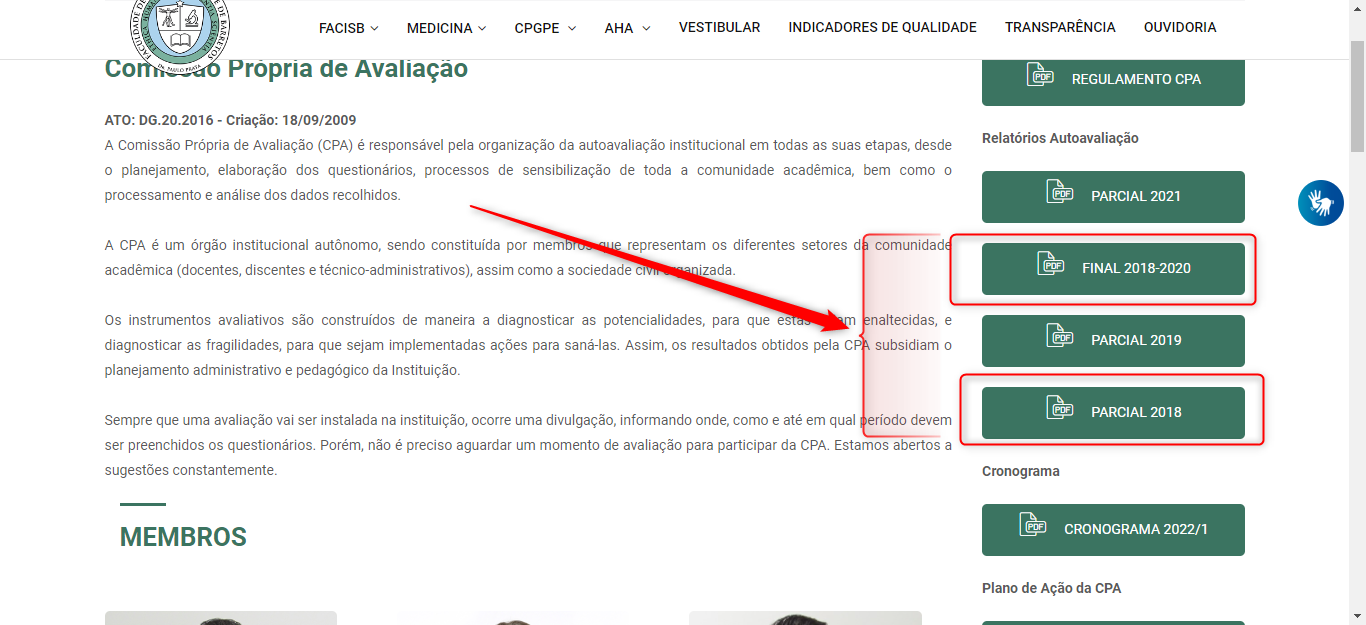 FACISB
MEDICINA
CPGPE
AHA
VESTIBULAR
INDICADORES DE QUALIDADE
TRANSPARÊNCIA
OUVIDORIA
DR. PAULO PRATA
Comissão Própria de Avaliação
ATO: DG.20.2016 - Criação: 18/09/2009
A Comissão Própria de Avaliação (CPA) é responsável pela organização da autoavaliação institucional em todas as suas etapas, desde
o planejamento, elaboração dos questionários, processos de sensibilização de toda a comunidade acadêmica, bem como o
processamento e análise dos dados recolhidos.
A CPA é um órgão institucional autônomo, sendo constituída por membros que representam os diferentes setores da comunidade
acadêmica (docentes, discentes e técnico-administrativos), assim como a sociedade civil organizada.
Os instrumentos avaliativos são construídos de maneira a diagnosticar as potencialidades, para que estas enaltecidas, e
diagnosticar as fragilidades, para que sejam implementadas ações para saná-las. Assim, os resultados obtidos pela CPA subsidiam o
planejamento administrativo e pedagógico da Instituição.
Sempre que uma avaliação vai ser instalada na instituição, ocorre uma divulgação, informando onde, como e até em qual período devem
ser preenchidos os questionários. Porém, não é preciso aguardar um momento de avaliação para participar da CPA. Estamos abertos a
sugestões constantemente.
MEMBROS
PDF REGULAMENTO CPA
Relatórios Autoavaliação
PDF PARCIAL 2021
PDF FINAL 2018-2020
PDF PARCIAL 2019
PDF PARCIAL 2018
Cronograma
PDF CRONOGRAMA 2022/1
Plano de Ação da CPA